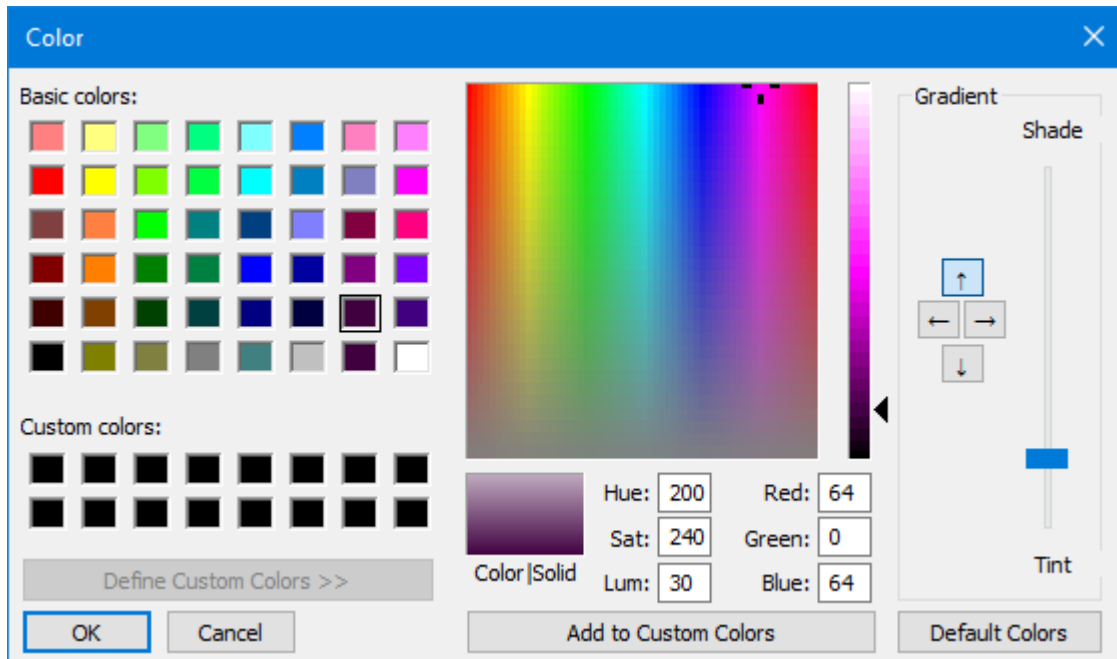 Color
Basic colors:
Custom colors:
Define Custom Colors >>
OK
Cancel
Color|Solid
Hue: 200
Sat: 240
Lum: 30
Red: 64
Green: 0
Blue: 64
Add to Custom Colors
Gradient
Shade
↑
← →
↓
Tint
Default Colors